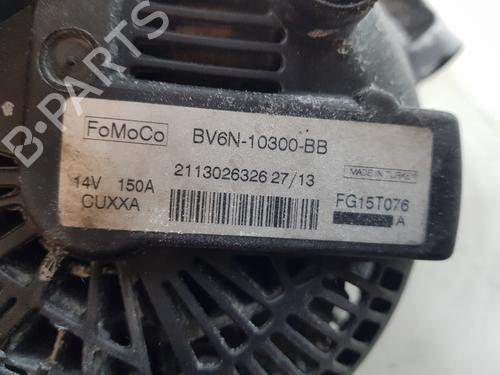 B-PARTS
FoMoCo BV6N-10300-BB
2113026326 27/13 MADE IN TURKEY
14V 150A
CUXXA FG15T076
A